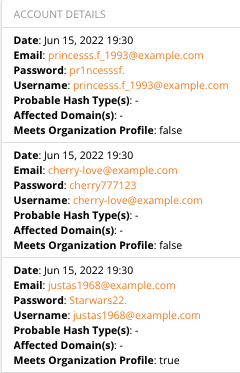 ACCOUNT DETAILS
Date: Jun 15, 2022 19:30
Email: princesss.f_1993@example.com
Password: pr1ncesssf.
Username: princesss.f_1993@example.com
Probable Hash Type(s): -
Affected Domain(s): -
Meets Organization Profile: false
Date: Jun 15, 2022 19:30
Email: cherry-love@example.com
Password: cherry777123
Username: cherry-love@example.com
Probable Hash Type(s): -
Affected Domain(s): -
Meets Organization Profile: false
Date: Jun 15, 2022 19:30
Email: justas1968@example.com
Password: Starwars22.
Username: justas1968@example.com
Probable Hash Type(s): -
Affected Domain(s): -
Meets Organization Profile: true